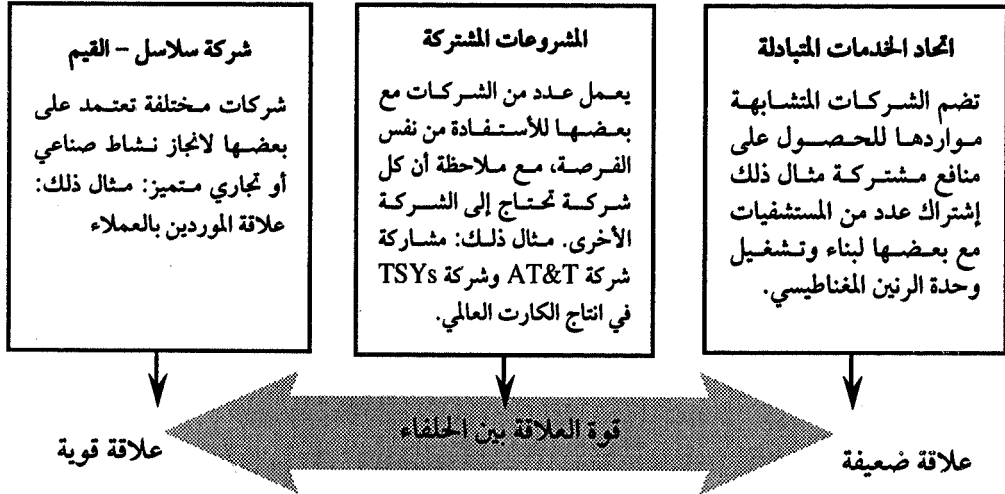 اتحاد الخدمات المتبادلة
تضم الشركات المتشابهة
مواردها للحصول على
منافع مشتركة مثال ذلك
إشتراك عدد من المستشفيات
مع بعضها لبناء وتشغيل
وحدة الرنين المغناطيسي.
المشروعات المشتركة
يعمل عدد من الشركات مع
بعضها للأستفادة من نفس
الفرصة، مع ملاحظة أن كل
شركة تحتاج إلى الشركة
الأخرى. مثال ذلك: مشاركة
شركة AT&T وشركة TSYs
في انتاج الكارت العالمي.
شركة سلاسل – القيم
شركات مختلفة تعتمد على
بعضها لانجاز نشاط صناعي
أو تجاري متميز: مثال ذلك:
علاقة الموردين بالعملاء
علاقة ضعيفة
قوة العلاقة بين الحلفاء
علاقة قوية